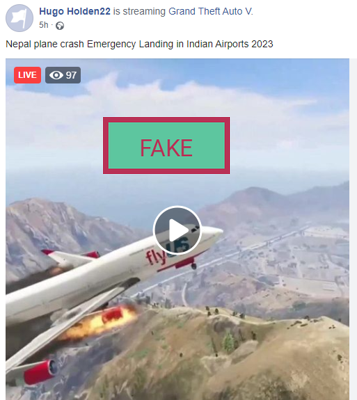 Hugo Holden22 is streaming Grand Theft Auto V.
5h ·
Nepal plane crash Emergency Landing in Indian Airports 2023
LIVE 97
FAKE
fly